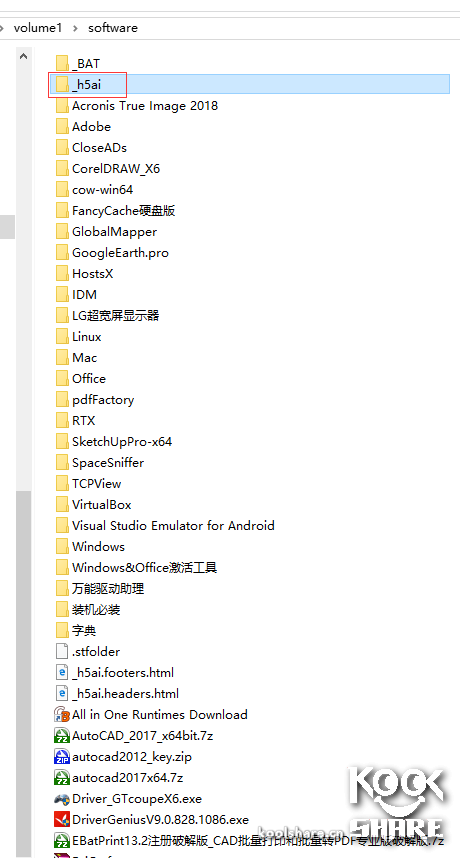 volume1 > software
_BAT
_h5ai
Acronis True Image 2018
Adobe
CloseADs
CorelDRAW_X6
cow-win64
FancyCache硬盘版
GlobalMapper
GoogleEarth.pro
HostsX
IDM
LG超宽屏显示器
Linux
Mac
Office
pdfFactory
RTX
SketchUpPro-x64
SpaceSniffer
TCPView
VirtualBox
Visual Studio Emulator for Android
Windows
Windows&Office激活工具
万能驱动助理
装机必装
字典
.stfolder
_h5ai.footers.html
_h5ai.headers.html
All in One Runtimes Download
AutoCAD_2017_x64bit.7z
autocad2012_key.zip
autocad2017x64.7z
Driver_GTcoupeX6.exe
DriverGeniusV9.0.828.1086.exe
EBatPrint13.2注册破解版_CAD批量打印和批量转PDF专业版破解版.7z
KOOK
SHARE
koolshare.cn